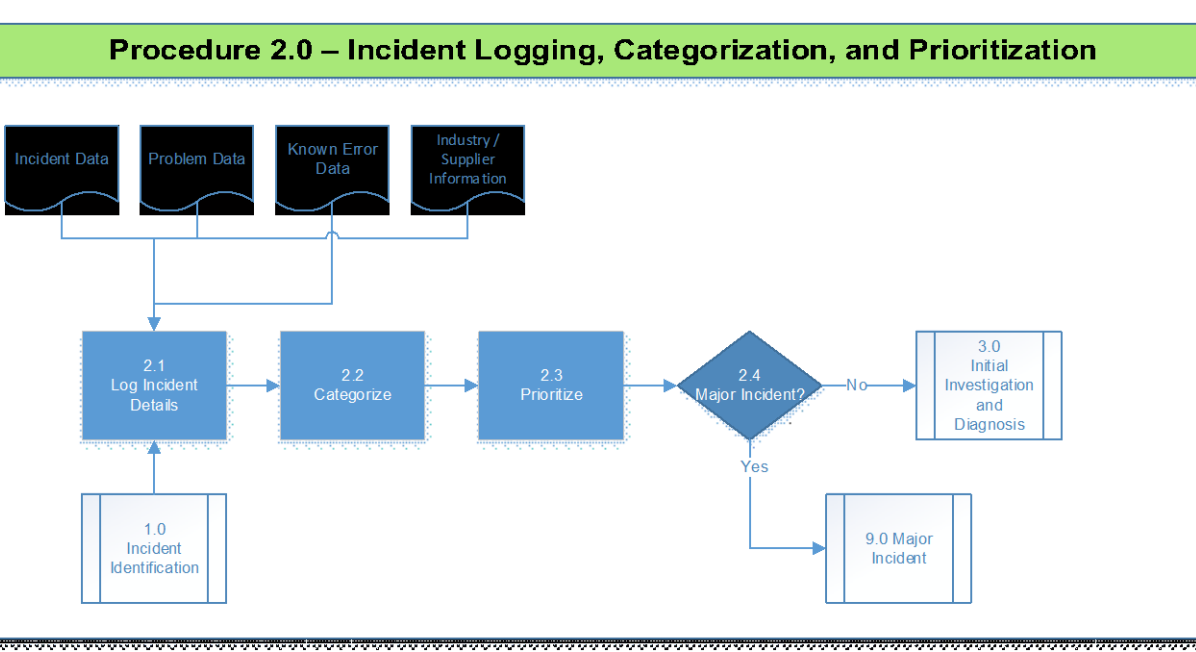 Procedure 2.0 – Incident Logging, Categorization, and Prioritization
Incident Data
Problem Data
Known Error
Data
Industry /
Supplier
Information
2.1
Log Incident
Details
2.2
Categorize
2.3
Prioritize
2.4
Major Incident?
No
3.0
Initial
Investigation
and
Diagnosis
Yes
1.0
Incident
Identification
9.0 Major
Incident